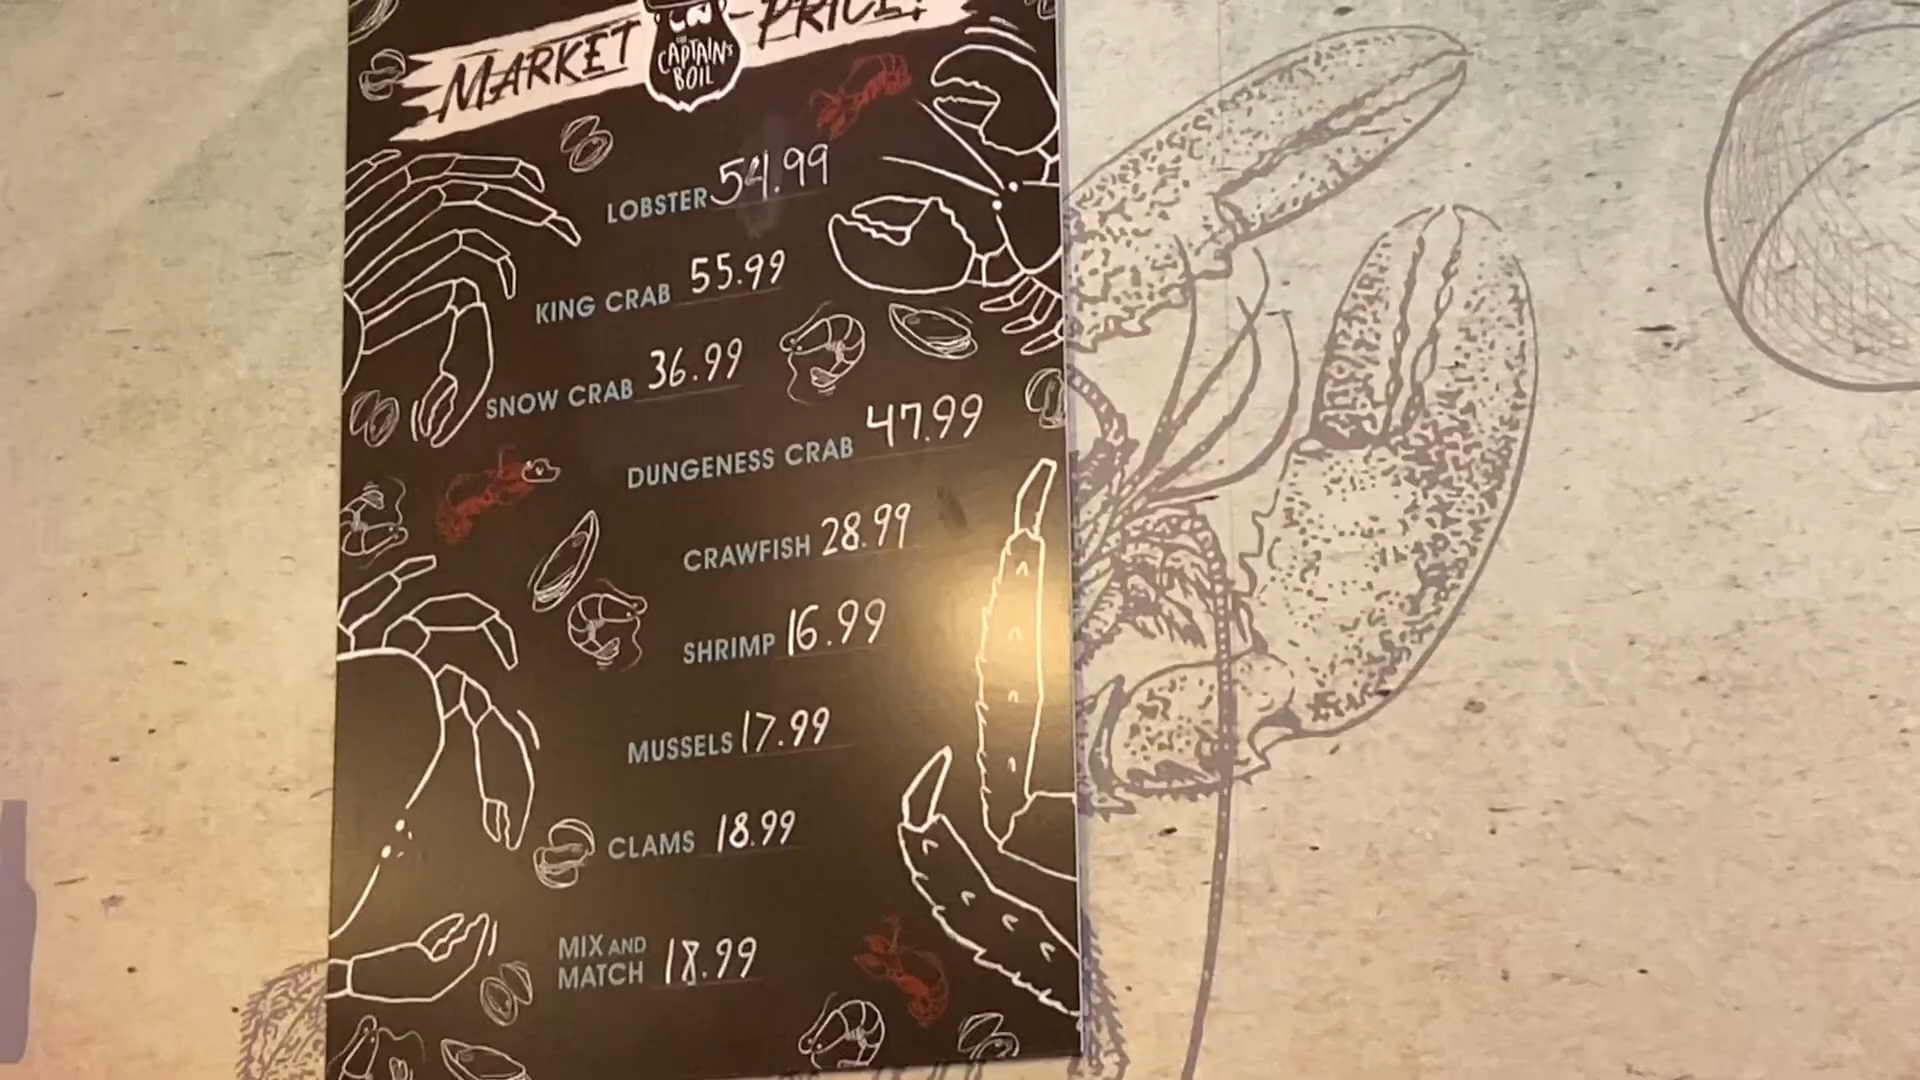 MARKET PRICE!
THE
CAPTAIN'S
BOIL
LOBSTER 54.99
KING CRAB 55.99
SNOW CRAB 36.99
DUNGENESS CRAB 47.99
CRAWFISH 28.99
SHRIMP 16.99
MUSSELS 17.99
CLAMS 18.99
MIX AND
MATCH 18.99